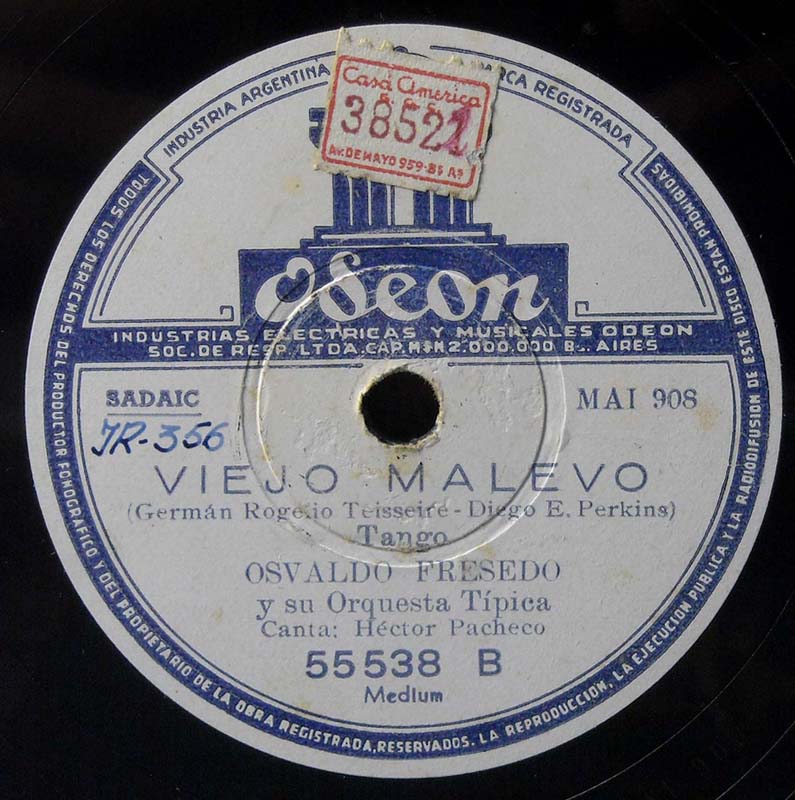 INDUSTRIA ARGENTINA
MARCA REGISTRADA
Casa America
S. A. C.
38521
AV. DE MAYO 959-Bs As
Odeon
INDUSTRIAS ELECTRICAS Y MUSICALES ODEON
SOC. DE RESP. LTDA. CAP. M$N 2.000.000 Bs. AIRES
SADAIC
MAI 908
JR-356
VIEJO MALEVO
(Germán Rogelio Teisseire - Diego E. Perkins)
Tango
OSVALDO FRESEDO
y su Orquesta Típica
Canta: Héctor Pacheco
55538 B
Medium
TODOS LOS DERECHOS DEL PRODUCTOR FONOGRAFICO Y DEL PROPIETARIO DE LA OBRA REGISTRADA, RESERVADOS. LA REPRODUCCION, LA EJECUCION PUBLICA Y LA RADIODIFUSION DE ESTE DISCO ESTAN PROHIBIDAS